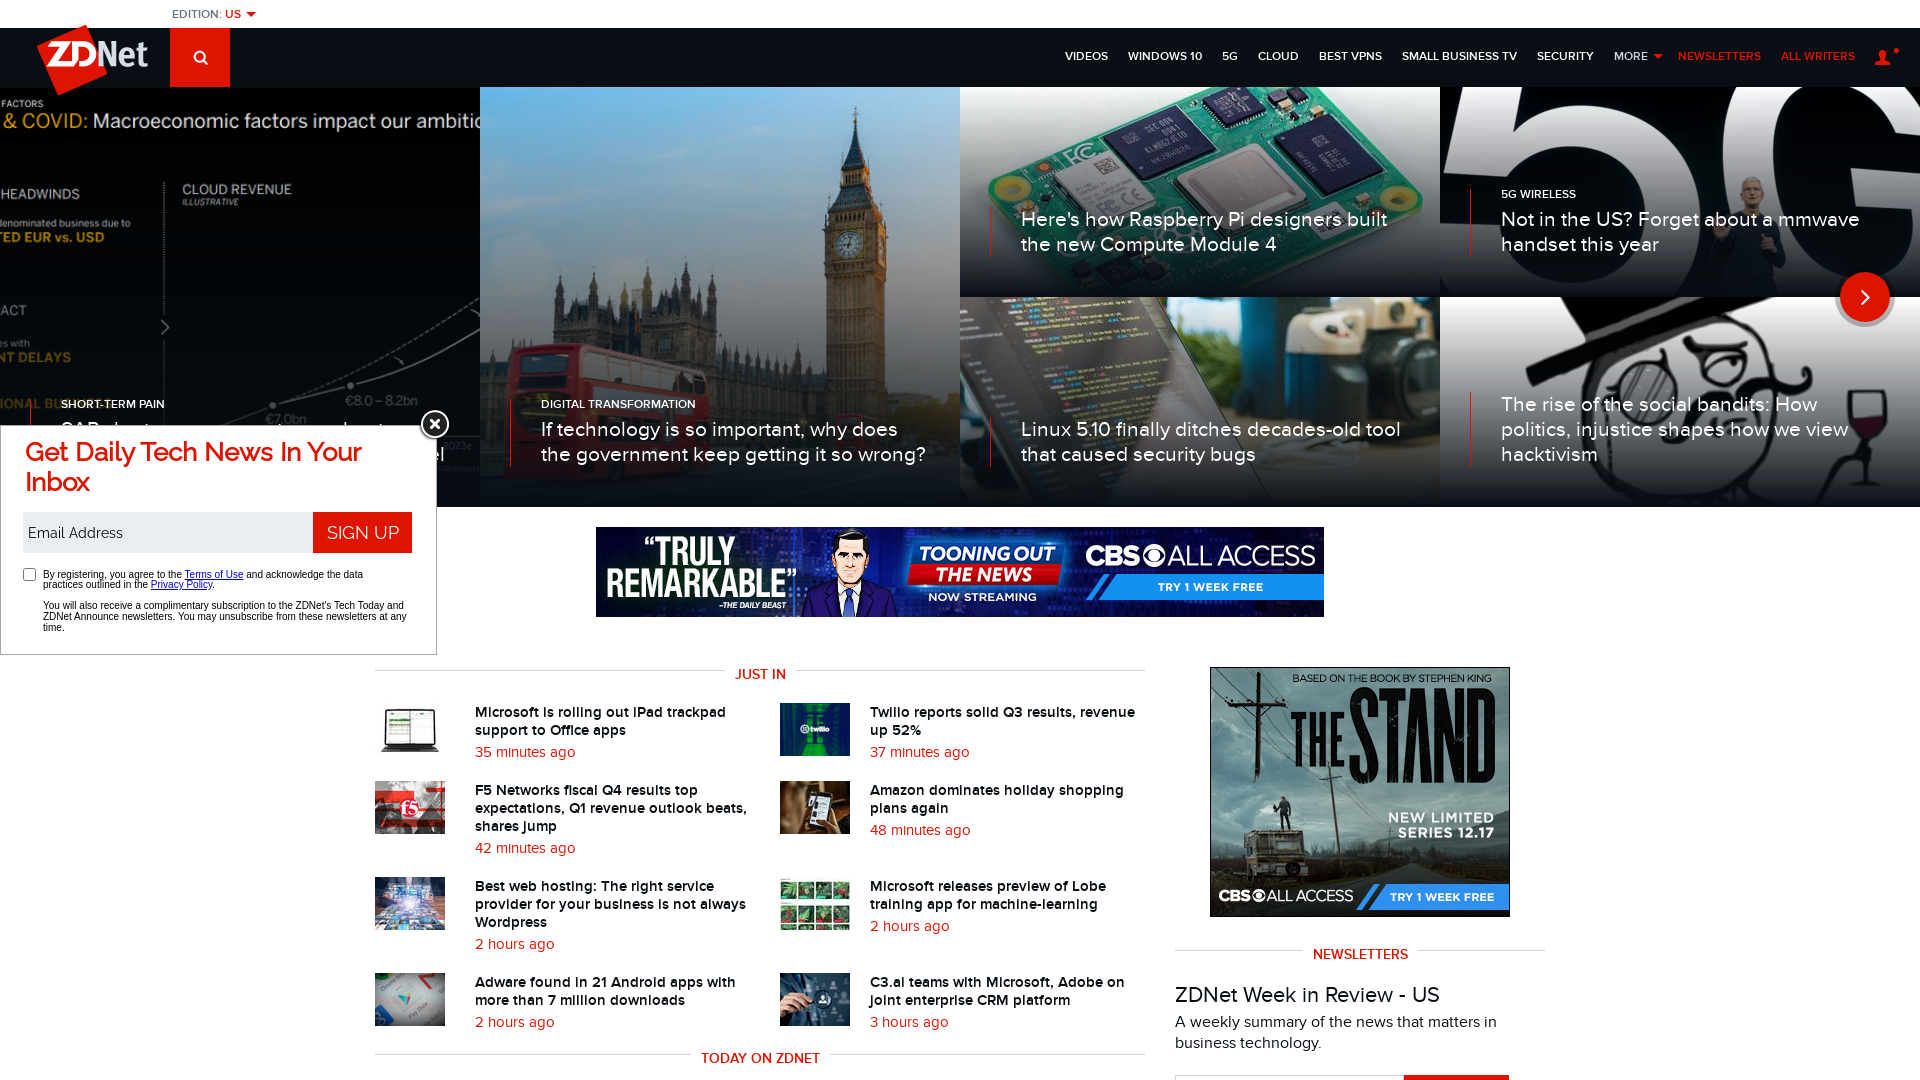 EDITION: US
ZDNet
VIDEOS
WINDOWS 10
5G
CLOUD
BEST VPNS
SMALL BUSINESS TV
SECURITY
MORE
NEWSLETTERS
ALL WRITERS
FACTORS
& COVID: Macroeconomic factors impact our
HEADWINDS
CLOUD REVENUE
ILLUSTRATIVE
denominated business due to
EUR vs. USD
with
DELAYS
€8.0 – 8.2bn
€7.0bn
SHORT-TERM PAIN
DIGITAL TRANSFORMATION
If technology is so important, why does
the government keep getting it so wrong?
Here's how Raspberry Pi designers built
the new Compute Module 4
5G
5G WIRELESS
Not in the US? Forget about a mmwave
handset this year
Linux 5.10 finally ditches decades-old tool
that caused security bugs
The rise of the social bandits: How
politics, injustice shapes how we view
hacktivism
Get Daily Tech News In Your
Inbox
Email Address
SIGN UP
By registering, you agree to the Terms of Use and acknowledge the data
practices outlined in the Privacy Policy.
You will also receive a complimentary subscription to the ZDNet's Tech Today and
ZDNet Announce newsletters. You may unsubscribe from these newsletters at any
time.
“TRULY
REMARKABLE”
–THE DAILY BEAST
TOONING OUT
THE NEWS
NOW STREAMING
CBS ALL ACCESS
TRY 1 WEEK FREE
JUST IN
Microsoft is rolling out iPad trackpad
support to Office apps
35 minutes ago
twilio
Twilio reports solid Q3 results, revenue
up 52%
37 minutes ago
f5
F5 Networks fiscal Q4 results top
expectations, Q1 revenue outlook beats,
shares jump
42 minutes ago
Amazon dominates holiday shopping
plans again
48 minutes ago
Best web hosting: The right service
provider for your business is not always
Wordpress
2 hours ago
Microsoft releases preview of Lobe
training app for machine-learning
2 hours ago
Adware found in 21 Android apps with
more than 7 million downloads
2 hours ago
C3.ai teams with Microsoft, Adobe on
joint enterprise CRM platform
3 hours ago
TODAY ON ZDNET
BASED ON THE BOOK BY STEPHEN KING
THE STAND
NEW LIMITED
SERIES 12.17
CBS ALL ACCESS
TRY 1 WEEK FREE
NEWSLETTERS
ZDNet Week in Review - US
A weekly summary of the news that matters in
business technology.